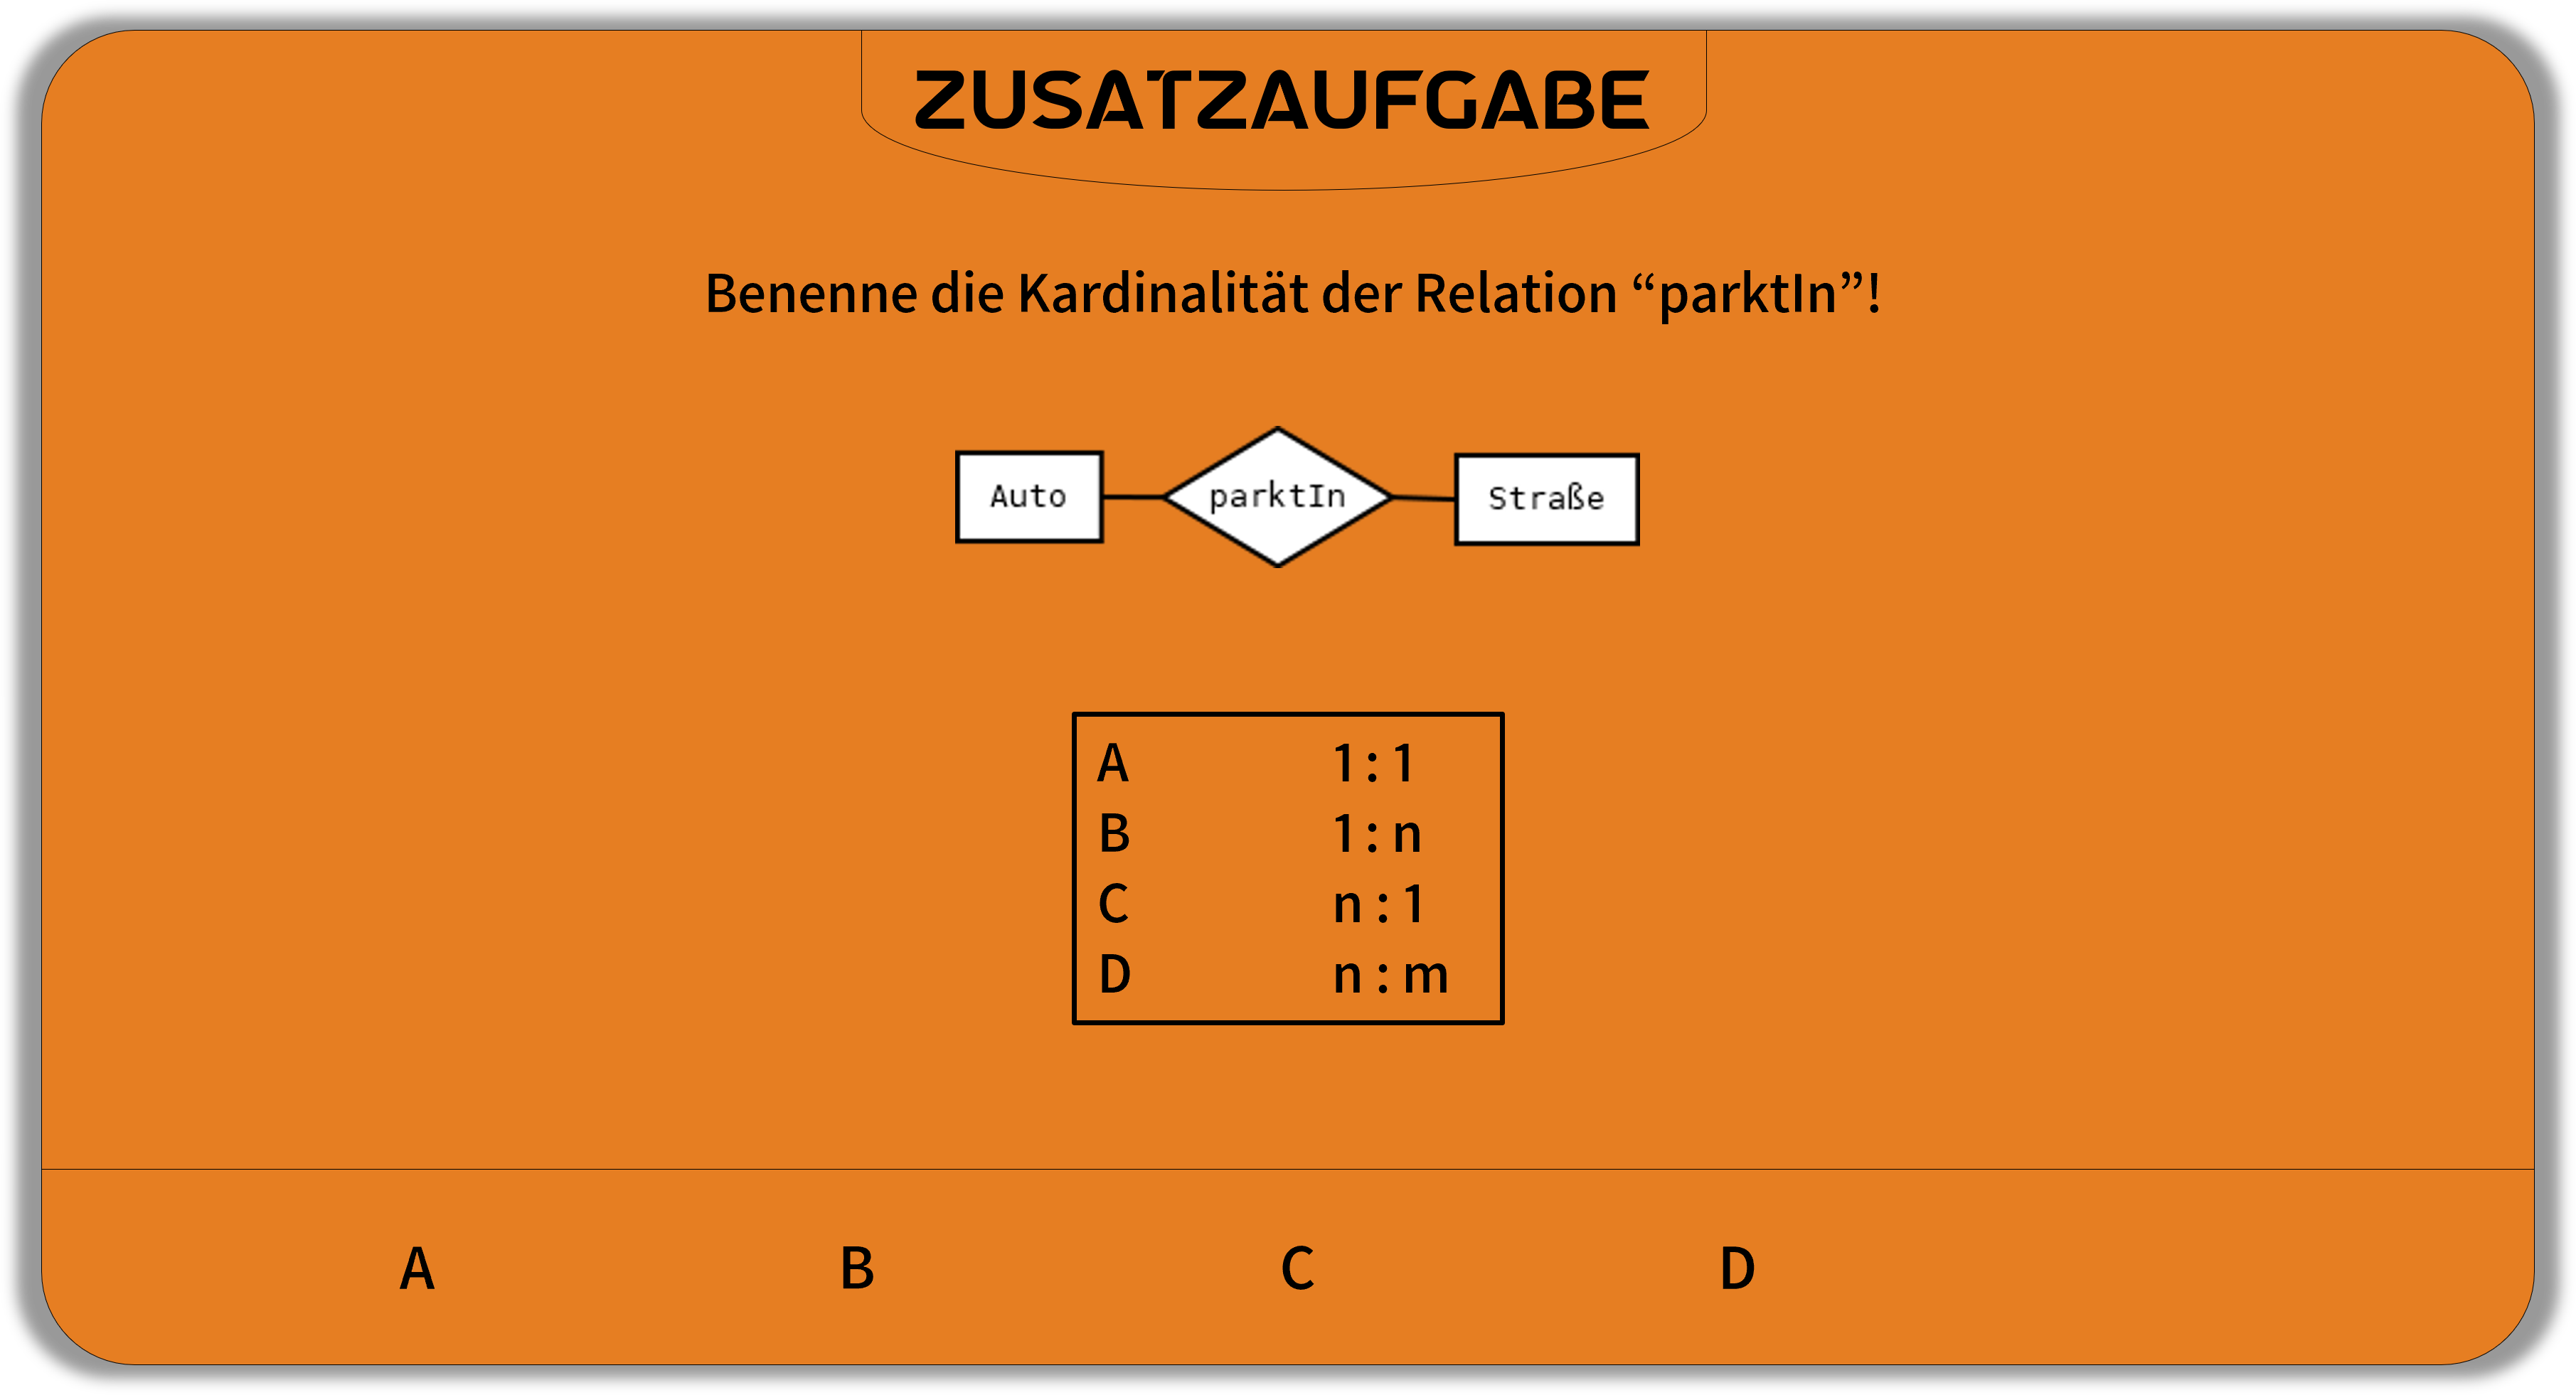 ZUSATZAUFGABE
Benenne die Kardinalität der Relation “parktIn”!
Auto parktIn Straße
A 1:1
B 1:n
C n:1
D n:m
A B C D